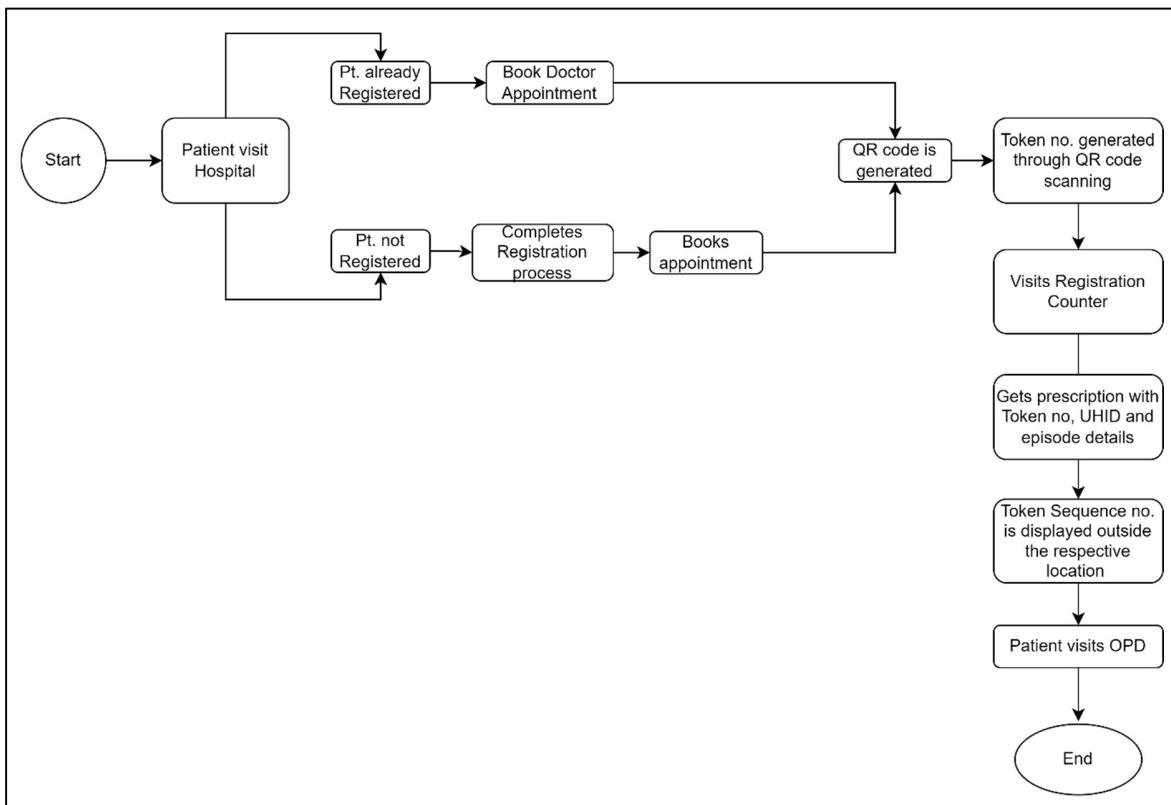 Start
Patient visit
Hospital
Pt. already
Registered
Book Doctor
Appointment
Pt. not
Registered
Completes
Registration
process
Books
appointment
QR code is
generated
Token no. generated
through QR code
scanning
Visits Registration
Counter
Gets prescription with
Token no, UHID and
episode details
Token Sequence no.
is displayed outside
the respective
location
Patient visits OPD
End